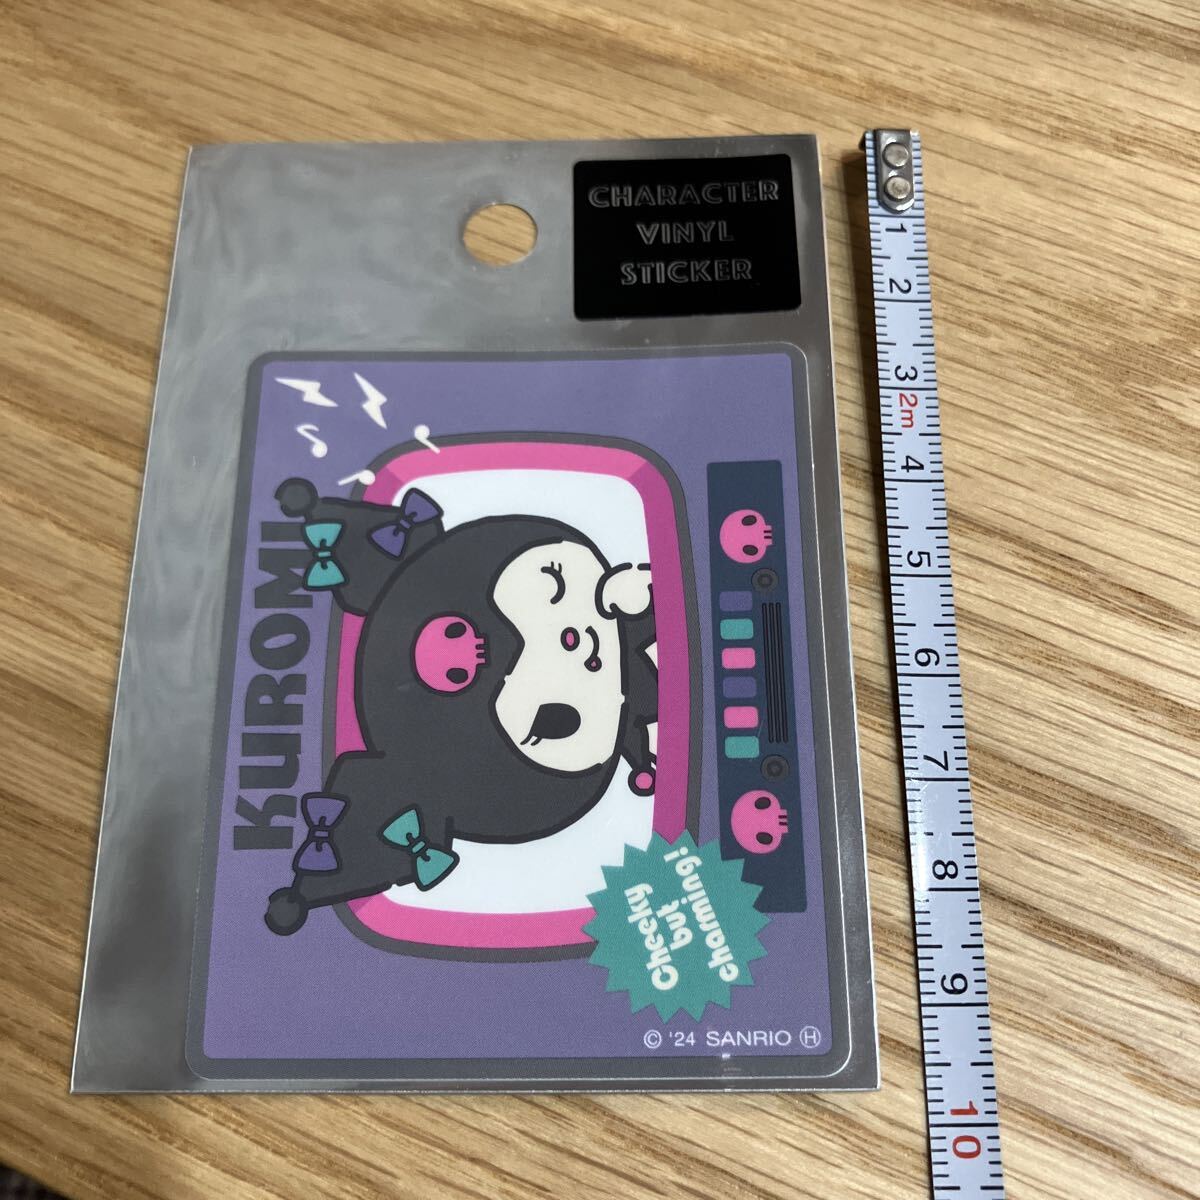 CHARACTER
VINYL
STICKER
KUROMI
Cheeky
but
charming!
© '24 SANRIO Ⓗ
1
2
3
2m
4
5
6
7
8
9
10